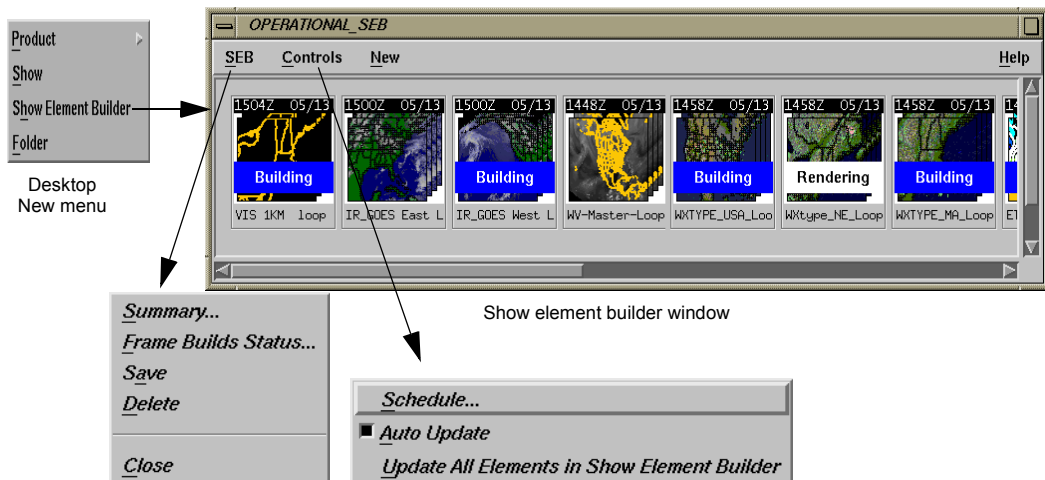 Product
Show
Show Element Builder
Folder
Desktop
New menu
OPERATIONAL_SEB
SEB Controls New Help
1504Z 05/13
1500Z 05/13
1500Z 05/13
1448Z 05/13
1458Z 05/13
1458Z 05/13
1458Z 05/13
Building
Building
Building
Rendering
Building
VIS 1KM loop
IR_GOES East L
IR_GOES West L
WV-Master-Loop
WXTYPE_USA_Loo
WXtype_NE_Loop
WXTYPE_MA_Loop
Show element builder window
Summary...
Frame Builds Status...
Save
Delete
Close
Schedule...
Auto Update
Update All Elements in Show Element Builder